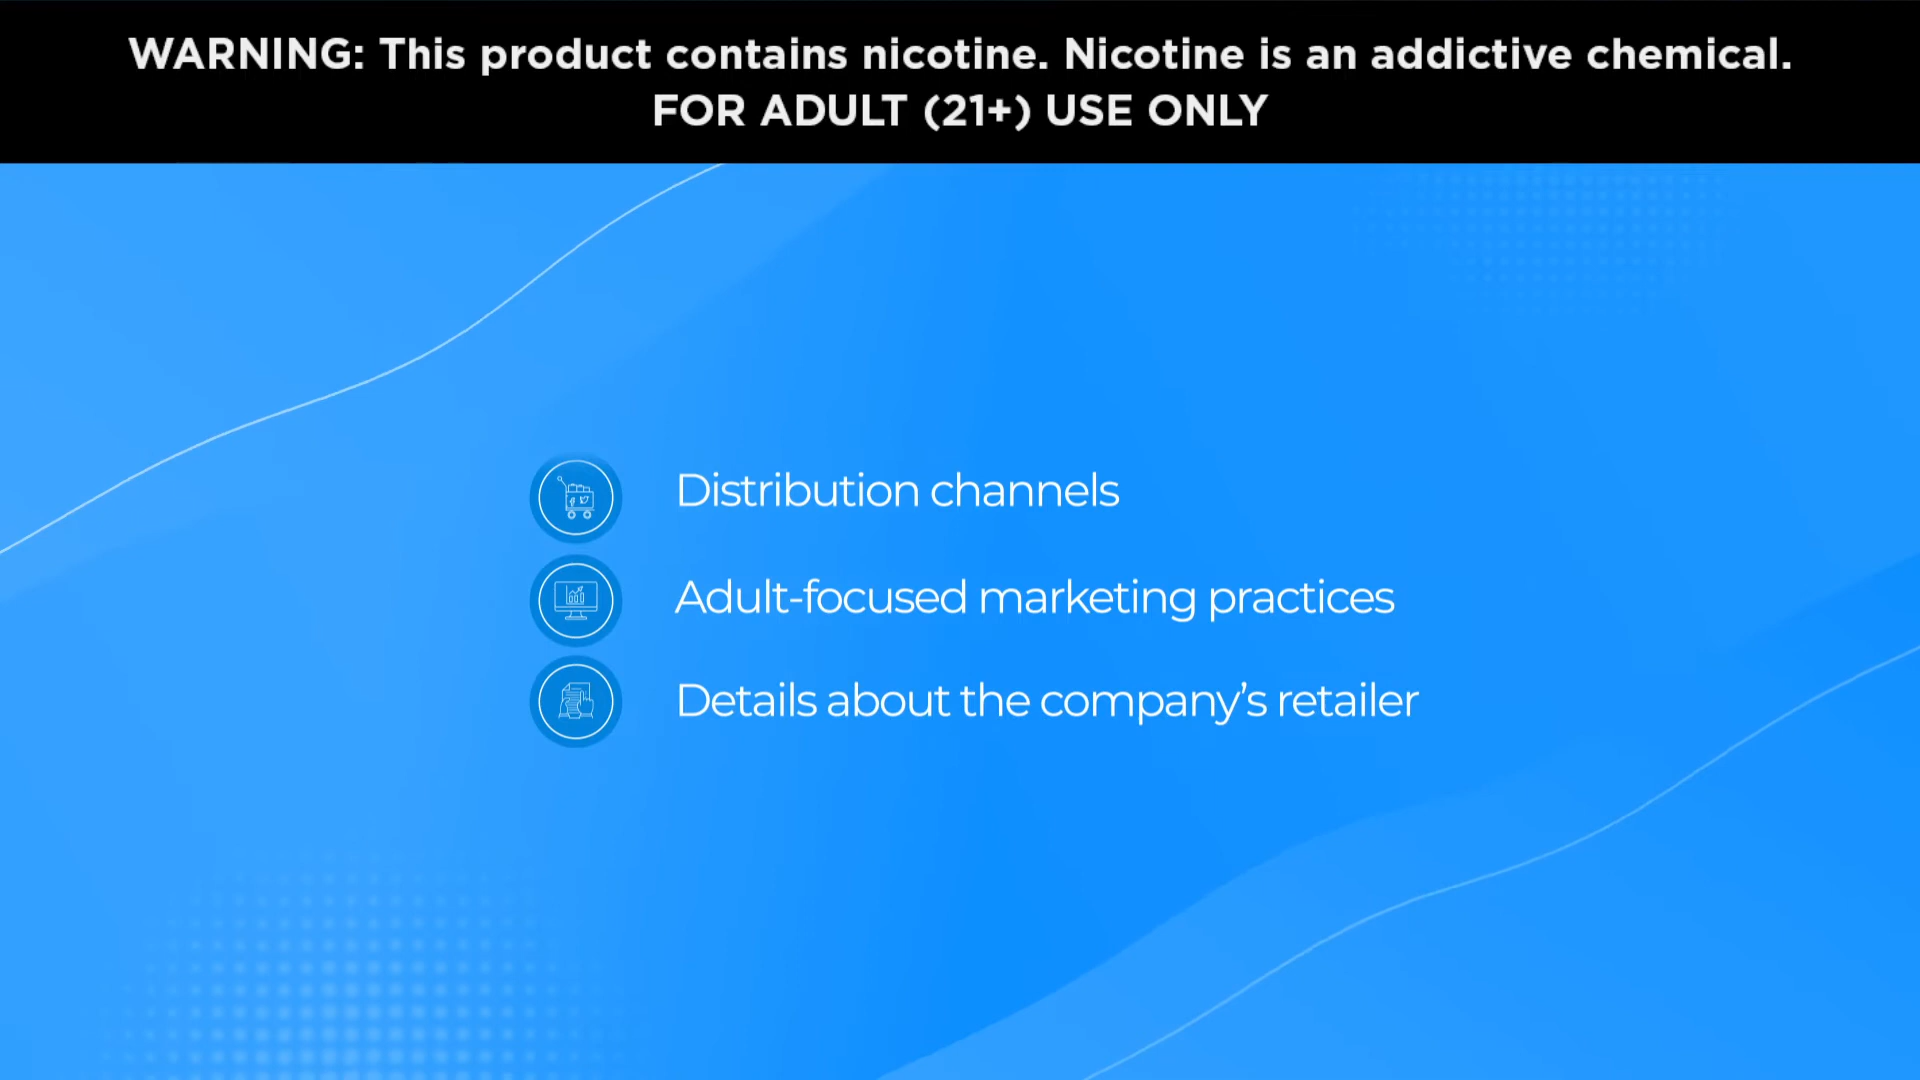 WARNING: This product contains nicotine. Nicotine is an addictive chemical.
FOR ADULT (21+) USE ONLY
Distribution channels
Adult-focused marketing practices
Details about the company’s retailer